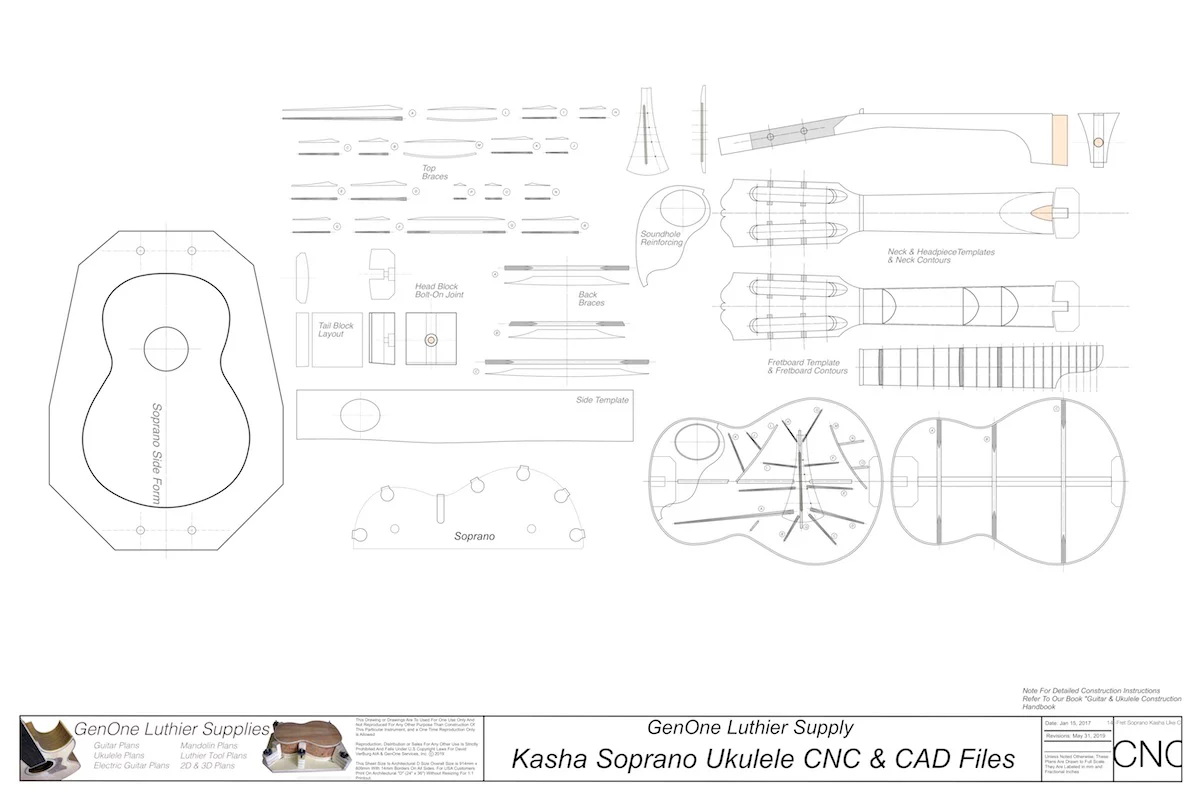 Top
Braces
Soundhole
Reinforcing
Neck & HeadpieceTemplates
& Neck Contours
Head Block
Bolt-On Joint
Back
Braces
Tail Block
Layout
Fretboard Template
& Fretboard Contours
Side Template
Soprano Side Form
Soprano
Note For Detailed Construction Instructions
Refer To Our Book "Guitar & Ukulele Construction
Handbook
GenOne Luthier Supplies
Guitar Plans
Ukulele Plans
Electric Guitar Plans
Mandolin Plans
Luthier Tool Plans
2D & 3D Plans
This Drawing or Drawings Are To Used For One Use Only And
Not Reproduced For Any Other Purpose Than Construction Of
This Particular Instrument, and a One Time Reproduction Only
is Allowed.
Reproduction: Distribution or Sales For Any Other Use Is Strictly
Prohibited And Falls Under U.S Copyright Laws For David
VerBurg AIA & GenOne Services, Inc. © 2019
This Sheet Size Is Architectural D Size: Overall Size is 914mm x
609mm With 14mm Borders On All Sides. For USA Customers
Print On Architectural "D" (24" x 36") Without Resizing For 1:1
Product
GenOne Luthier Supply
Kasha Soprano Ukulele CNC & CAD Files
Date: Jan 15, 2017
Revisions: May 31, 2019
Unless Noted Otherwise, These
Plans Are Drawn to Full Scale.
They Are Labeled in mm and
Fractional Inches
14 Fret Soprano Kasha Uke
CNC